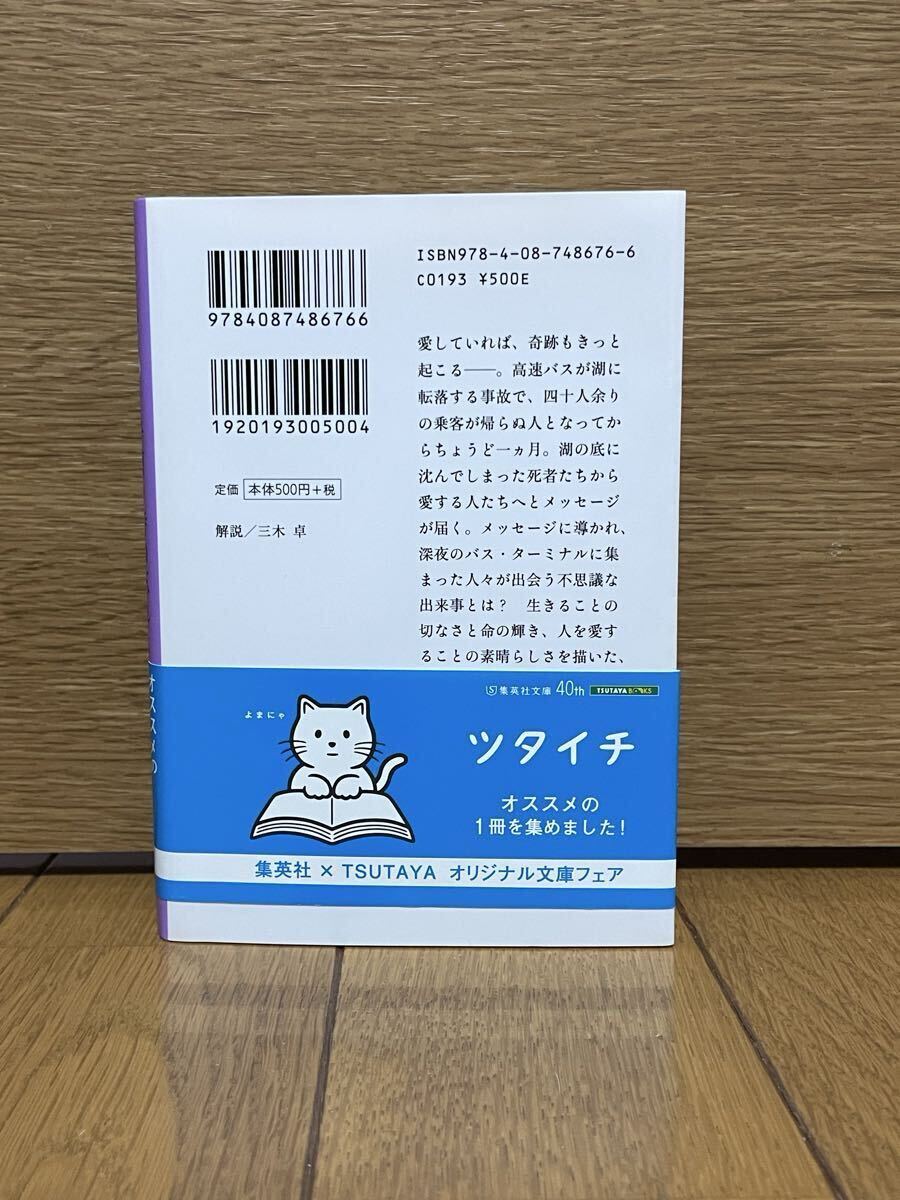 ISBN978-4-08-748676-6
C0193 ¥500E
9784087486766
1920193005004
定価 本体500円+税
解説/三木 卓
愛していれば、奇跡もきっと
起こる——。高速バスが湖に
転落する事故で、四十人余り
の乗客が帰らぬ人となってか
らちょうど一ヵ月。湖の底に
沈んでしまった死者たちから
愛する人たちへとメッセージ
が届く。メッセージに導かれ、
深夜のバス・ターミナルに集
まった人々が出会う不思議な
出来事とは? 生きることの
切なさと命の輝き、人を愛す
ることの素晴らしさを描いた、
オススメの
集英社文庫 40th TSUTAYA BOOKS
よまにゃ
ツタイチ
オススメの
1冊を集めました!
集英社 × TSUTAYA オリジナル文庫フェア